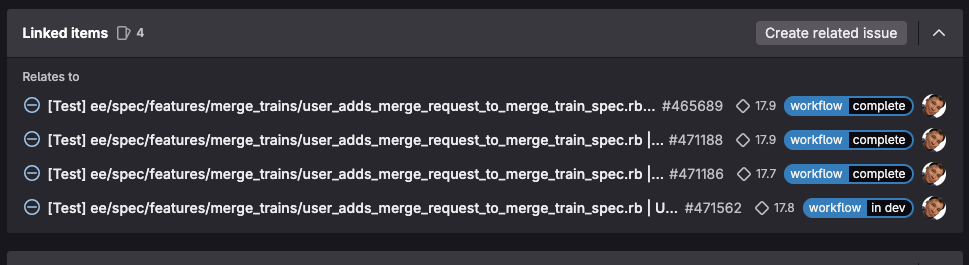 Linked items 4 Create related issue
Relates to
[Test] ee/spec/features/merge_trains/user_adds_merge_request_to_merge_train_spec.rb... #465689 17.9 workflow complete
[Test] ee/spec/features/merge_trains/user_adds_merge_request_to_merge_train_spec.rb |... #471188 17.9 workflow complete
[Test] ee/spec/features/merge_trains/user_adds_merge_request_to_merge_train_spec.rb |... #471186 17.7 workflow complete
[Test] ee/spec/features/merge_trains/user_adds_merge_request_to_merge_train_spec.rb | U... #471562 17.8 workflow in dev